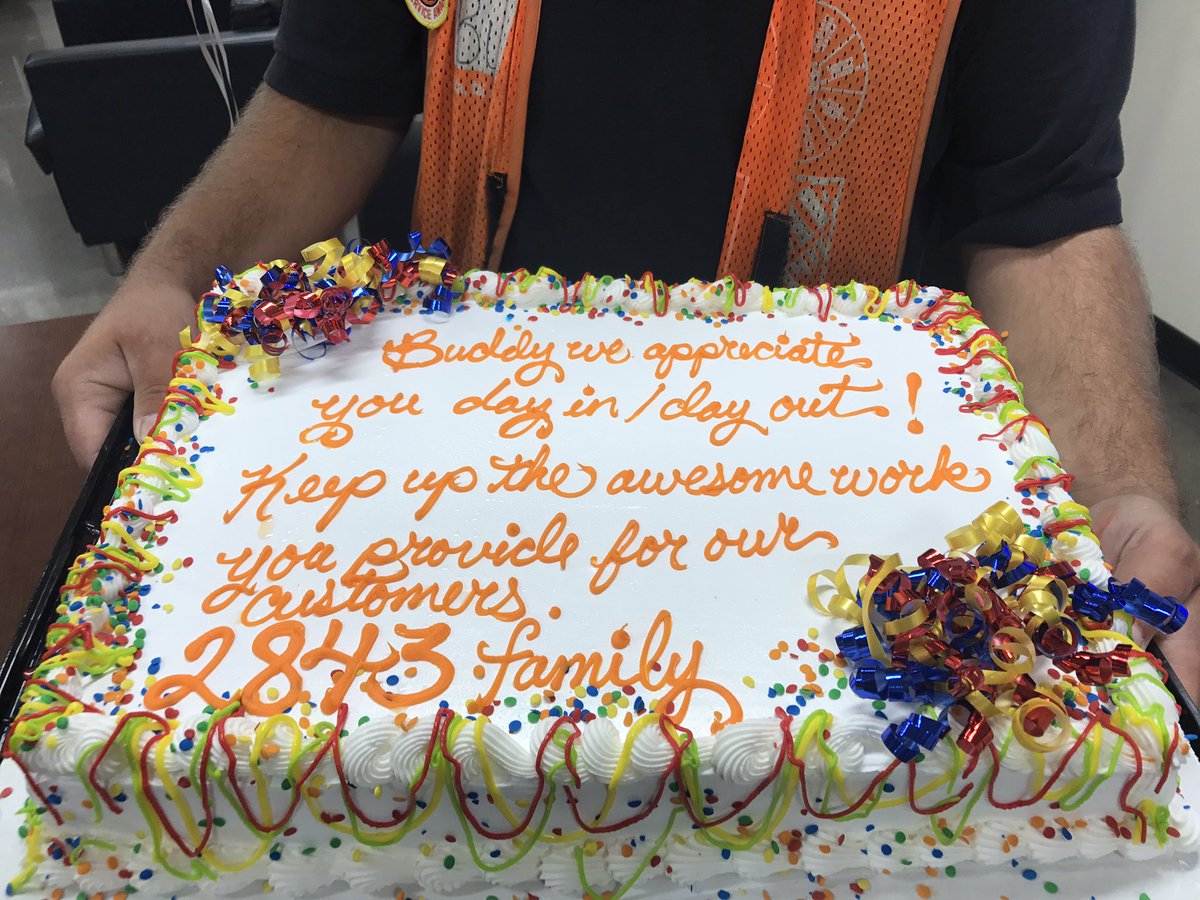 Buddy we appreciate
you day in/day out!
Keep up the awesome work
you provide for our
customers.
2843 family